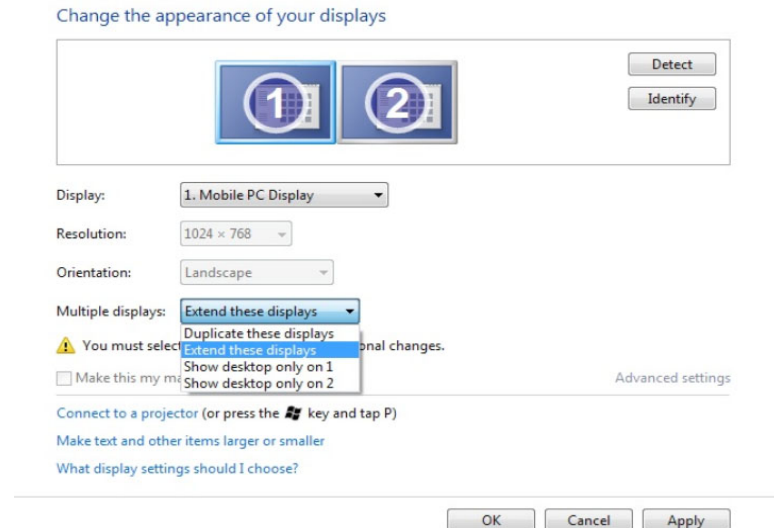 Change the appearance of your displays
1 2
Detect
Identify
Display: 1. Mobile PC Display
Resolution: 1024 × 768
Orientation: Landscape
Multiple displays: Extend these displays
Duplicate these displays
You must select onal changes.
Extend these displays
Show desktop only on 1
Make this my ma Advanced settings
Show desktop only on 2
Connect to a projector (or press the key and tap P)
Make text and other items larger or smaller
What display settings should I choose?
OK Cancel Apply